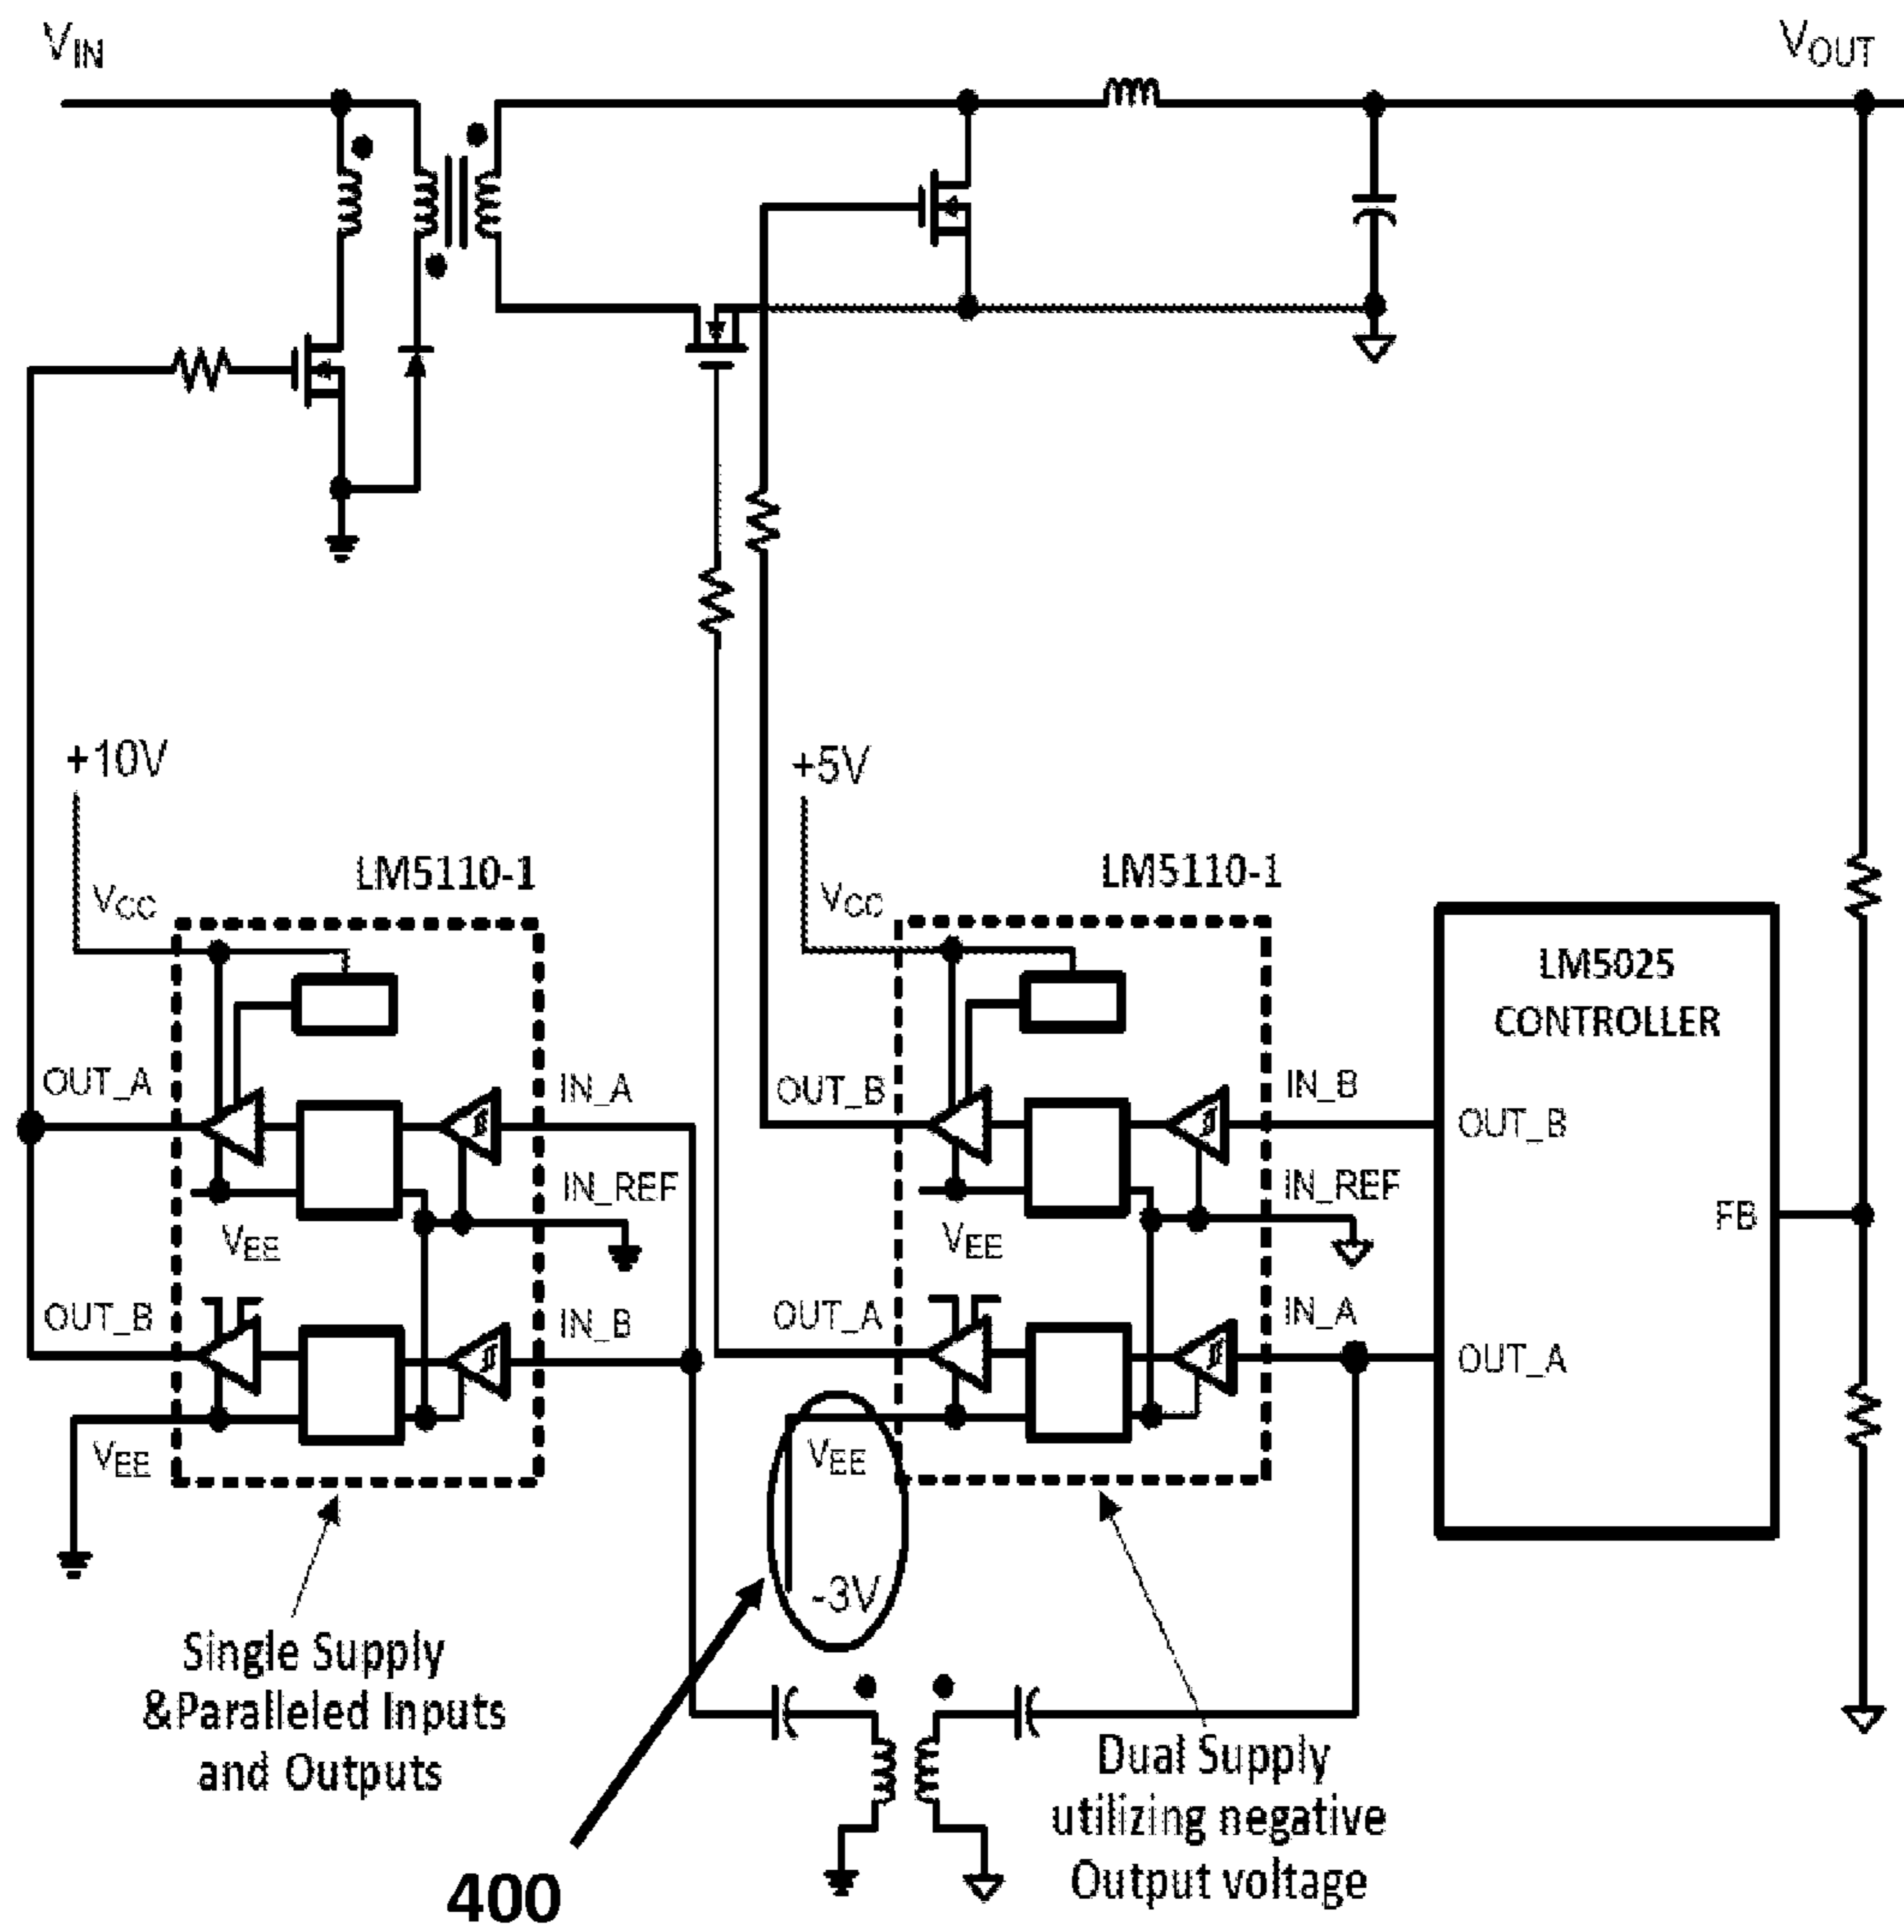 VIN
VOUT
+10V
+5V
LM5110-1
LM5110-1
VCC
VCC
LM5025
CONTROLLER
OUT_A
IN_A
OUT_B
IN_B
OUT_B
IN_REF
IN_REF
FB
VEE
VEE
OUT_B
IN_B
OUT_A
IN_A
OUT_A
VEE
VEE
-3V
Single Supply
&Paralleled Inputs
and Outputs
Dual Supply
utilizing negative
Output voltage
400